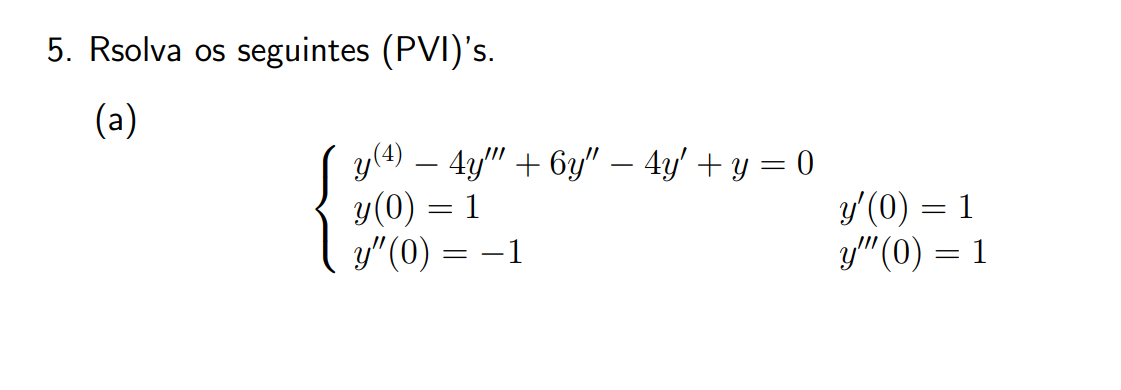 5. Rsolva os seguintes (PVI)'s.
(a)
y⁽⁴⁾ − 4y′′′ + 6y′′ − 4y′ + y = 0
y(0) = 1 y′(0) = 1
y′′(0) = −1 y′′′(0) = 1